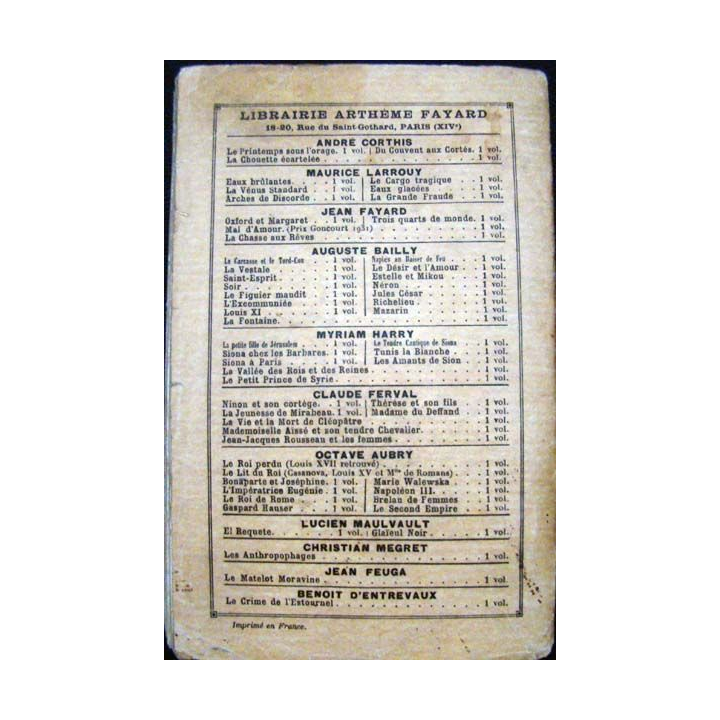 LIBRAIRIE ARTHÈME FAYARD
18-20, Rue du Saint-Gothard, PARIS (XIVe)
ANDRÉ CORTHIS
Le Printemps sous l'orage. 1 vol. | Du Couvent aux Cortès. 1 vol.
La Chouette écartelée . . . . . . . . . . 1 vol.
MAURICE LARROUY
Eaux brûlantes. . . . 1 vol. | Le Cargo tragique . . 1 vol.
La Vénus Standard . . 1 vol. | Eaux glacées . . . . 1 vol.
Arches de Discorde . . 1 vol. | La Grande Fraude . . 1 vol.
JEAN FAYARD
Oxford et Margaret . . 1 vol. | Trois quarts de monde. 1 vol.
Mal d'Amour. (Prix Goncourt 1931) . . . . . . . 1 vol.
La Chasse aux Rêves . . . . . . . . . . 1 vol.
AUGUSTE BAILLY
La Carcasse et le Tord-Cou . . 1 vol. | Naples au Baiser de Feu . . 1 vol.
La Vestale . . . . . 1 vol. | Le Désir et l'Amour . . 1 vol.
Saint-Esprit . . . . . 1 vol. | Estelle et Mikou . . . 1 vol.
Soir . . . . . . . 1 vol. | Néron. . . . . . 1 vol.
Le Figuier maudit . . 1 vol. | Jules César. . . . . 1 vol.
L'Excommuniée . . . 1 vol. | Richelieu. . . . . 1 vol.
Louis XI . . . . . 1 vol. | Mazarin . . . . . 1 vol.
La Fontaine. . . . . . . . . . . . 1 vol.
MYRIAM HARRY
La petite fille de Jérusalem . . 1 vol. | Le Tendre Cantique de Siona . 1 vol.
Siona chez les Barbares. 1 vol. | Tunis la Blanche . . . 1 vol.
Siona à Paris . . . . 1 vol. | Les Amants de Sion . . 1 vol.
La Vallée des Rois et des Reines . . . . . . . 1 vol.
Le Petit Prince de Syrie. . . . . . . . . 1 vol.
CLAUDE FERVAL
Ninon et son cortège. . 1 vol. | Thérèse et son fils . . 1 vol.
La Jeunesse de Mirabeau. 1 vol. | Madame du Deffand . . 1 vol.
La Vie et la Mort de Cléopâtre . . . . . . . 1 vol.
Mademoiselle Aïssé et son tendre Chevalier. . . . . 1 vol.
Jean-Jacques Rousseau et les femmes . . . . . . 1 vol.
OCTAVE AUBRY
Le Roi perdu (Louis XVII retrouvé) . . . . . . . 1 vol.
Le Lit du Roi (Casanova, Louis XV et Mlle de Romans) . . . 1 vol.
Bonaparte et Joséphine. 1 vol. | Marie Walewska . . . 1 vol.
L'Impératrice Eugénie . 1 vol. | Napoléon III. . . . . 1 vol.
Le Roi de Rome . . . 1 vol. | Brelan de Femmes . . 1 vol.
Gaspard Hauser . . . 1 vol. | Le Second Empire . . 1 vol.
LUCIEN MAULVAULT
El Requete. . . . . 1 vol. | Glaïeul Noir . . . . 1 vol.
CHRISTIAN MEGRET
Les Anthropophages . . . . . . . . . . 1 vol.
JEAN FEUGA
Le Matelot Moravine . . . . . . . . . . 1 vol.
BENOIT D'ENTREVAUX
Le Crime de l'Estournel . . . . . . . . . 1 vol.
Imprimé en France.